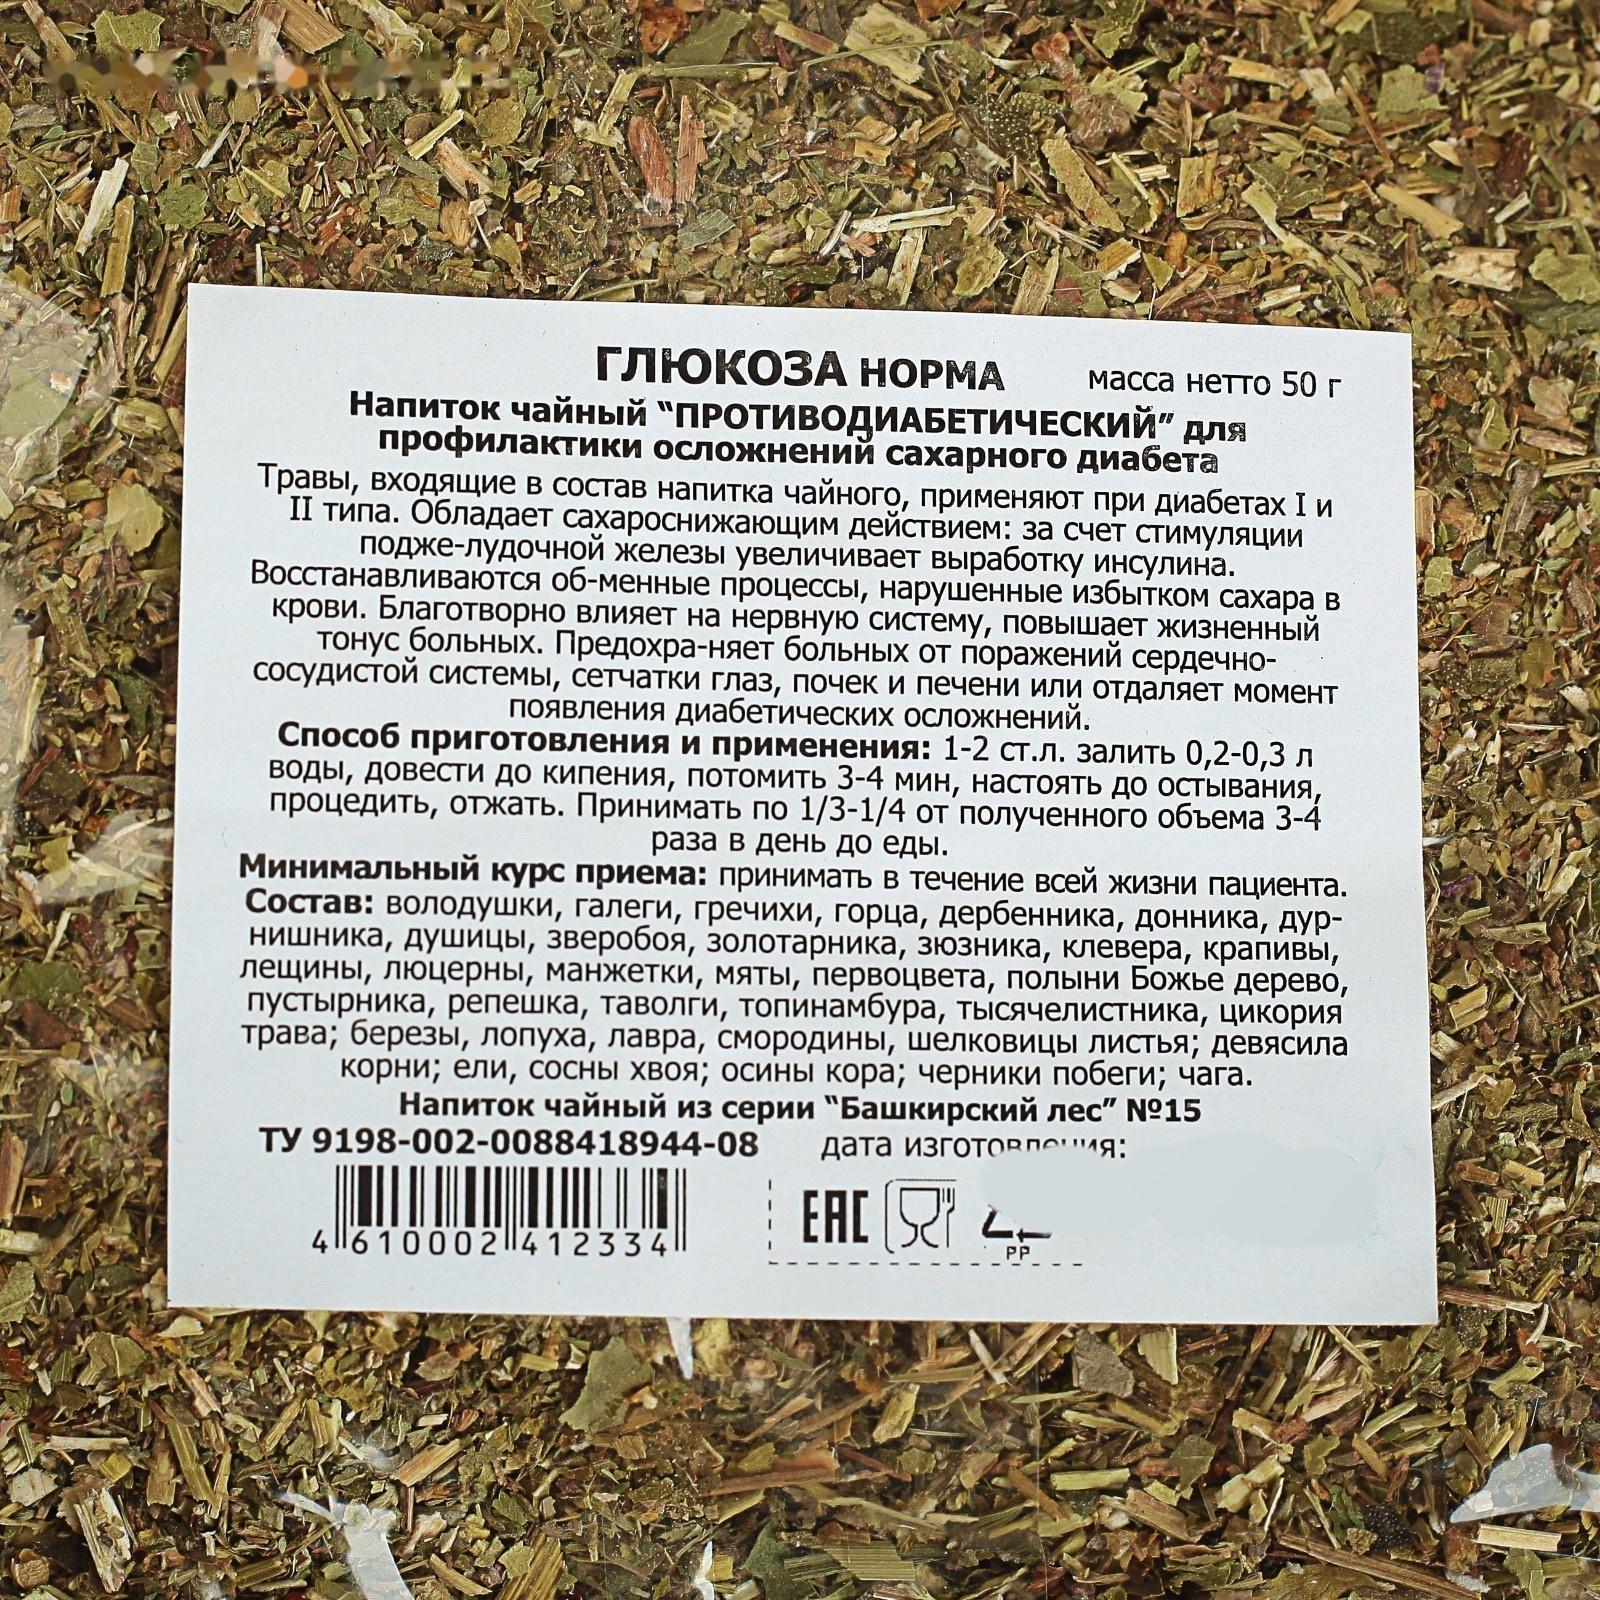 ГЛЮКОЗА НОРМА масса нетто 50 г
Напиток чайный "ПРОТИВОДИАБЕТИЧЕСКИЙ" для
профилактики осложнений сахарного диабета
Травы, входящие в состав напитка чайного, применяют при диабетах I и
II типа. Обладает сахароснижающим действием: за счет стимуляции
подже-лудочной железы увеличивает выработку инсулина.
Восстанавливаются об-менные процессы, нарушенные избытком сахара в
крови. Благотворно влияет на нервную систему, повышает жизненный
тонус больных. Предохра-няет больных от поражений сердечно-
сосудистой системы, сетчатки глаз, почек и печени или отдаляет момент
появления диабетических осложнений.
Способ приготовления и применения: 1-2 ст.л. залить 0,2-0,3 л
воды, довести до кипения, потомить 3-4 мин, настоять до остывания,
процедить, отжать. Принимать по 1/3-1/4 от полученного объема 3-4
раза в день до еды.
Минимальный курс приема: принимать в течение всей жизни пациента.
Состав: володушки, галеги, гречихи, горца, дербенника, донника, дур-
нишника, душицы, зверобоя, золотарника, зюзника, клевера, крапивы,
лещины, люцерны, манжетки, мяты, первоцвета, полыни Божье дерево,
пустырника, репешка, таволги, топинамбура, тысячелистника, цикория
трава; березы, лопуха, лавра, смородины, шелковицы листья; девясила
корни; ели, сосны хвоя; осины кора; черники побеги; чага.
Напиток чайный из серии "Башкирский лес" №15
ТУ 9198-002-0088418944-08 дата изготовления:
EAC
PP
4 610002 412334